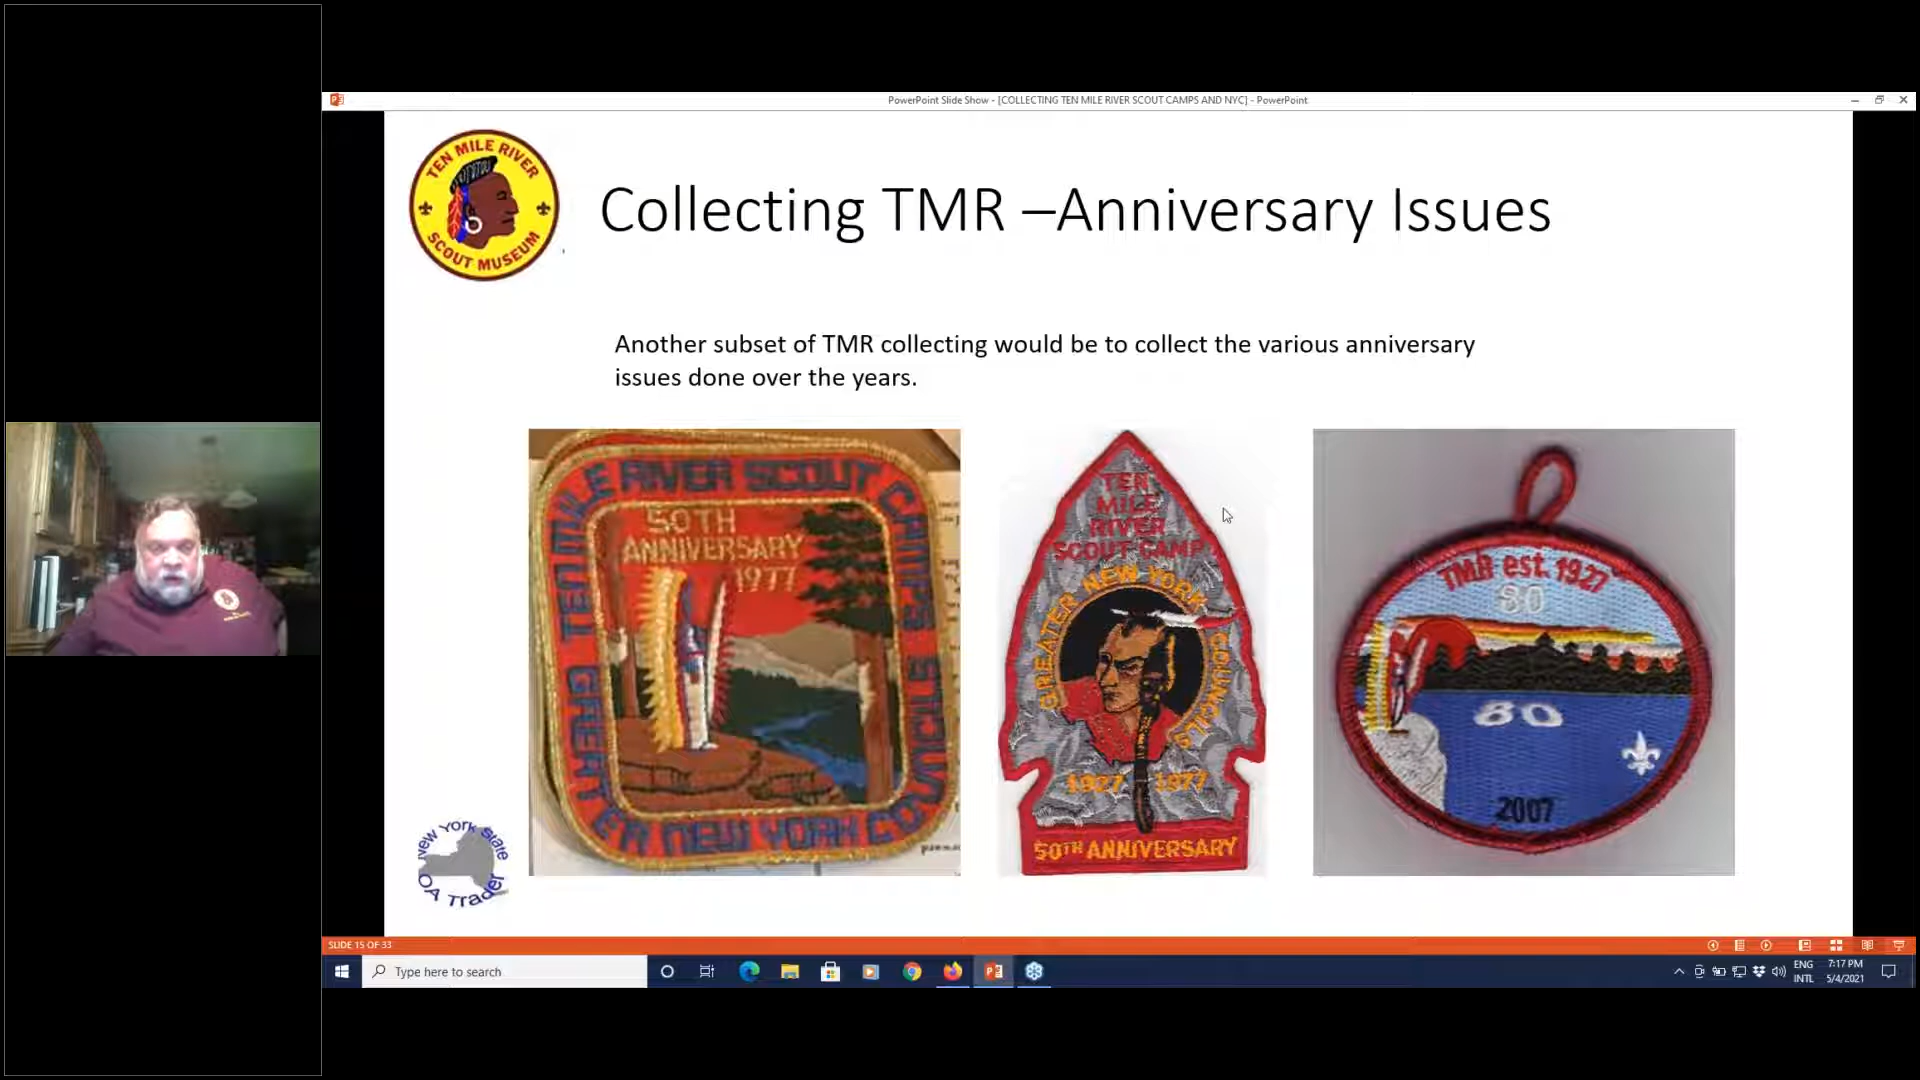 PowerPoint Slide Show - [COLLECTING TEN MILE RIVER SCOUT CAMPS AND NYC] - PowerPoint
TEN MILE RIVER
SCOUT MUSEUM
Collecting TMR –Anniversary Issues
Another subset of TMR collecting would be to collect the various anniversary
issues done over the years.
TEN MILE RIVER SCOUT CAMPS
50TH
ANNIVERSARY
1977
GREATER NEW YORK COUNCILS
TEN
MILE
RIVER
SCOUT CAMP
GREATER NEW YORK COUNCILS
1927 1977
50TH ANNIVERSARY
TMR est. 1927
80
80
2007
New York State
OA Trader
SLIDE 15 OF 33
Type here to search
ENG
INTL
7:17 PM
5/4/2021